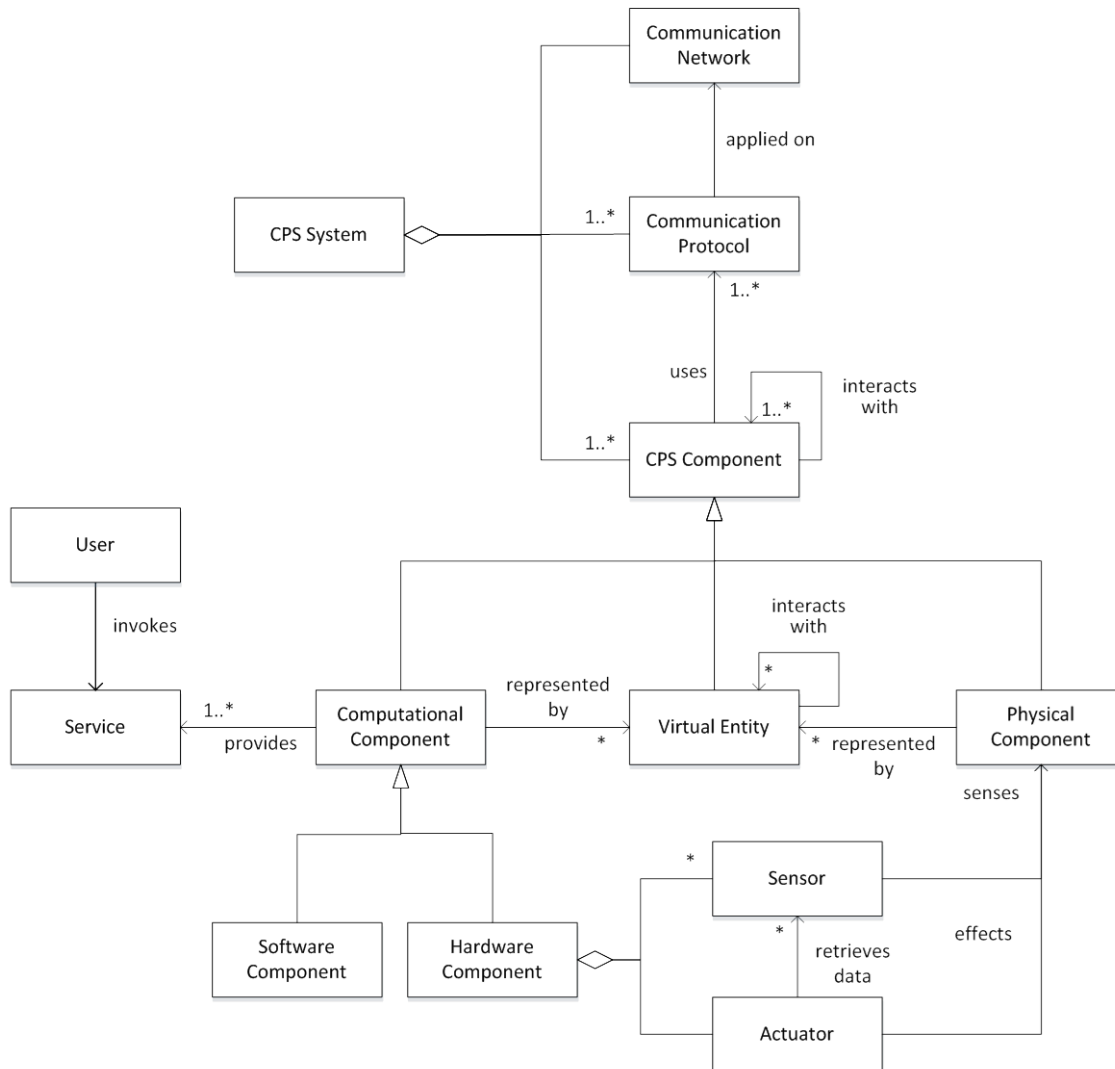 Communication
Network
applied on
CPS System
1..*
Communication
Protocol
1..*
uses
interacts
with
1..*
1..*
CPS Component
User
invokes
interacts
with
*
represented
by
1..*
Service
provides
Computational
Component
*
Virtual Entity
*
represented
by
Physical
Component
senses
*
Sensor
*
retrieves
data
effects
Software
Component
Hardware
Component
Actuator